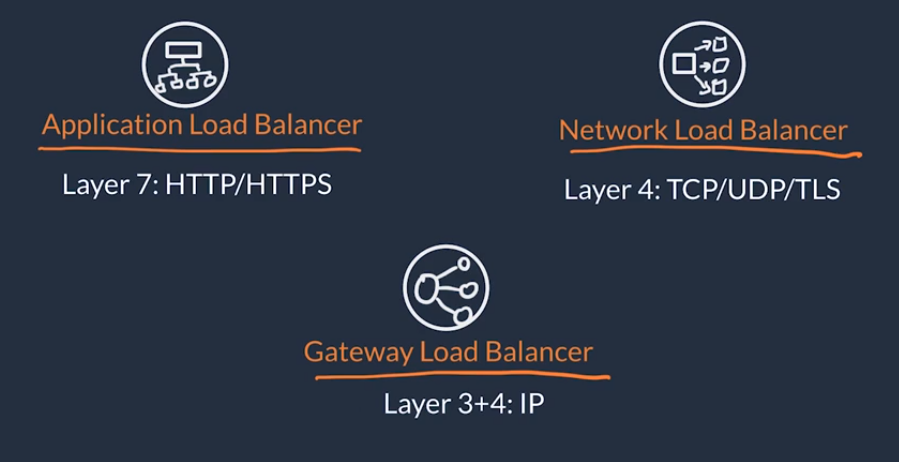 Application Load Balancer
Network Load Balancer
Layer 7: HTTP/HTTPS
Layer 4: TCP/UDP/TLS
Gateway Load Balancer
Layer 3+4: IP